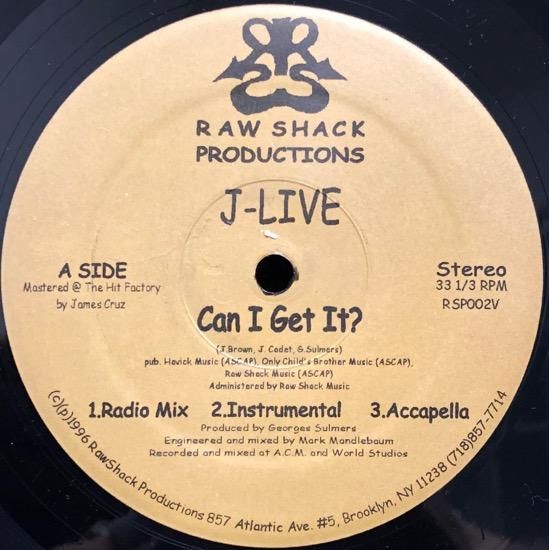 RAW SHACK
PRODUCTIONS
J-LIVE
A SIDE
Mastered @ The Hit Factory
by James Cruz
Stereo
33 1/3 RPM
RSP002V
Can I Get It?
(J.Brown, J. Cadet, G.Sulmers)
pub. Havick Music (ASCAP), Only Child's Brother Music (ASCAP),
Raw Shack Music (ASCAP)
Administered by Raw Shack Music
1.Radio Mix 2.Instrumental 3.Accapella
Produced by Georges Sulmers
Engineered and mixed by Mark Mandlebaum
Recorded and mixed at A.C.M. and World Studios
(c)(p)1996 RawShack Productions 857 Atlantic Ave. #5, Brooklyn, NY 11238 (718)857-7714